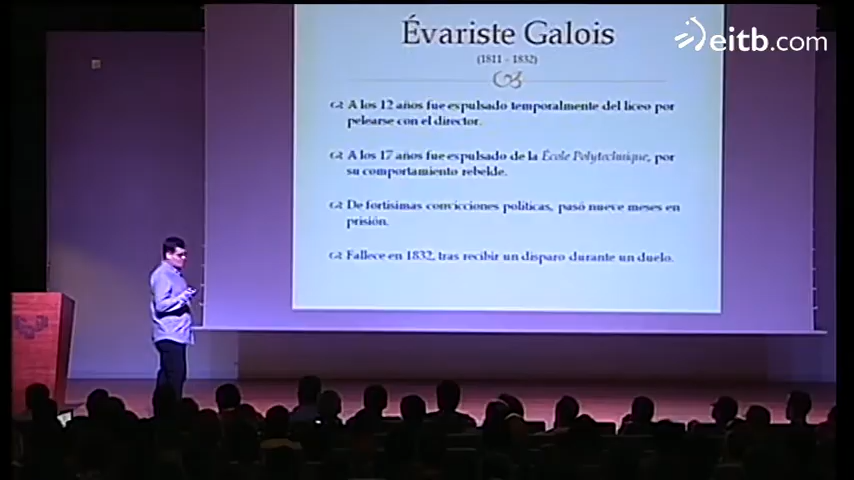 Évariste Galois
(1811 - 1832)
A los 12 años fue expulsado temporalmente del liceo por
pelearse con el director.
A los 17 años fue expulsado de la École Polytechnique, por
su comportamiento rebelde.
De fortísimas convicciones políticas, pasó nueve meses en
prisión.
Fallece en 1832, tras recibir un disparo durante un duelo.
eitb.com